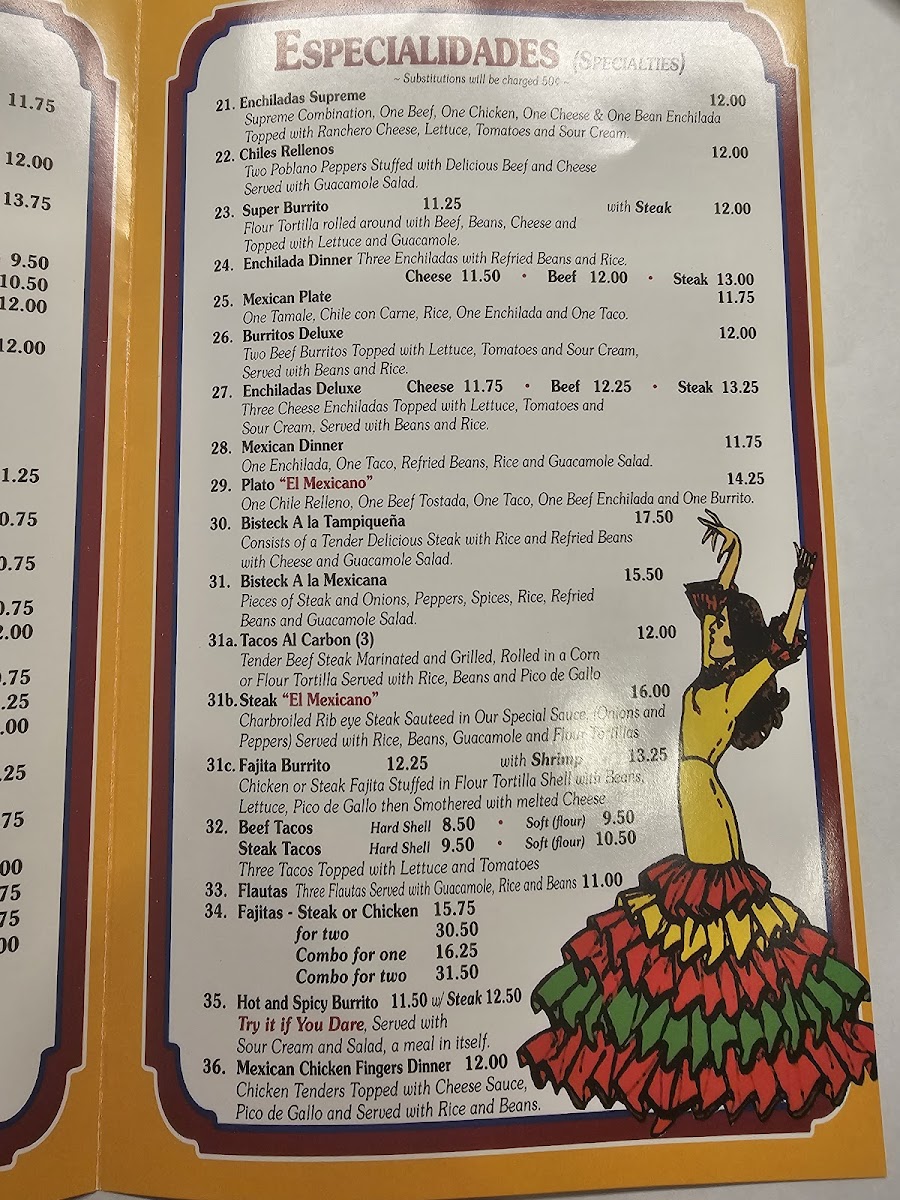 11.75
12.00
13.75
9.50
10.50
12.00
12.00
1.25
0.75
0.75
0.75
2.00
.75
.25
.00
.25
75
00
75
75
00
ESPECIALIDADES (SPECIALTIES)
~ Substitutions will be charged 50¢ ~
21. Enchiladas Supreme 12.00
Supreme Combination, One Beef, One Chicken, One Cheese & One Bean Enchilada
Topped with Ranchero Cheese, Lettuce, Tomatoes and Sour Cream.
22. Chiles Rellenos 12.00
Two Poblano Peppers Stuffed with Delicious Beef and Cheese
Served with Guacamole Salad.
23. Super Burrito 11.25 with Steak 12.00
Flour Tortilla rolled around with Beef, Beans, Cheese and
Topped with Lettuce and Guacamole.
24. Enchilada Dinner Three Enchiladas with Refried Beans and Rice.
Cheese 11.50 • Beef 12.00 • Steak 13.00
25. Mexican Plate 11.75
One Tamale, Chile con Carne, Rice, One Enchilada and One Taco.
26. Burritos Deluxe 12.00
Two Beef Burritos Topped with Lettuce, Tomatoes and Sour Cream,
Served with Beans and Rice.
27. Enchiladas Deluxe Cheese 11.75 • Beef 12.25 • Steak 13.25
Three Cheese Enchiladas Topped with Lettuce, Tomatoes and
Sour Cream. Served with Beans and Rice.
28. Mexican Dinner 11.75
One Enchilada, One Taco, Refried Beans, Rice and Guacamole Salad.
29. Plato "El Mexicano" 14.25
One Chile Relleno, One Beef Tostada, One Taco, One Beef Enchilada and One Burrito.
30. Bisteck A la Tampiqueña 17.50
Consists of a Tender Delicious Steak with Rice and Refried Beans
with Cheese and Guacamole Salad.
31. Bisteck A la Mexicana 15.50
Pieces of Steak and Onions, Peppers, Spices, Rice, Refried
Beans and Guacamole Salad.
31a. Tacos Al Carbon (3) 12.00
Tender Beef Steak Marinated and Grilled, Rolled in a Corn
or Flour Tortilla Served with Rice, Beans and Pico de Gallo
31b. Steak "El Mexicano" 16.00
Charbroiled Rib eye Steak Sauteed in Our Special Sauce, (Onions and
Peppers) Served with Rice, Beans, Guacamole and Flour Tortillas
31c. Fajita Burrito 12.25 with Shrimp 13.25
Chicken or Steak Fajita Stuffed in Flour Tortilla Shell with Beans,
Lettuce, Pico de Gallo then Smothered with melted Cheese
32. Beef Tacos Hard Shell 8.50 • Soft (flour) 9.50
Steak Tacos Hard Shell 9.50 • Soft (flour) 10.50
Three Tacos Topped with Lettuce and Tomatoes
33. Flautas Three Flautas Served with Guacamole, Rice and Beans 11.00
34. Fajitas - Steak or Chicken 15.75
for two 30.50
Combo for one 16.25
Combo for two 31.50
35. Hot and Spicy Burrito 11.50 w/ Steak 12.50
Try it if You Dare, Served with
Sour Cream and Salad, a meal in itself.
36. Mexican Chicken Fingers Dinner 12.00
Chicken Tenders Topped with Cheese Sauce,
Pico de Gallo and Served with Rice and Beans.